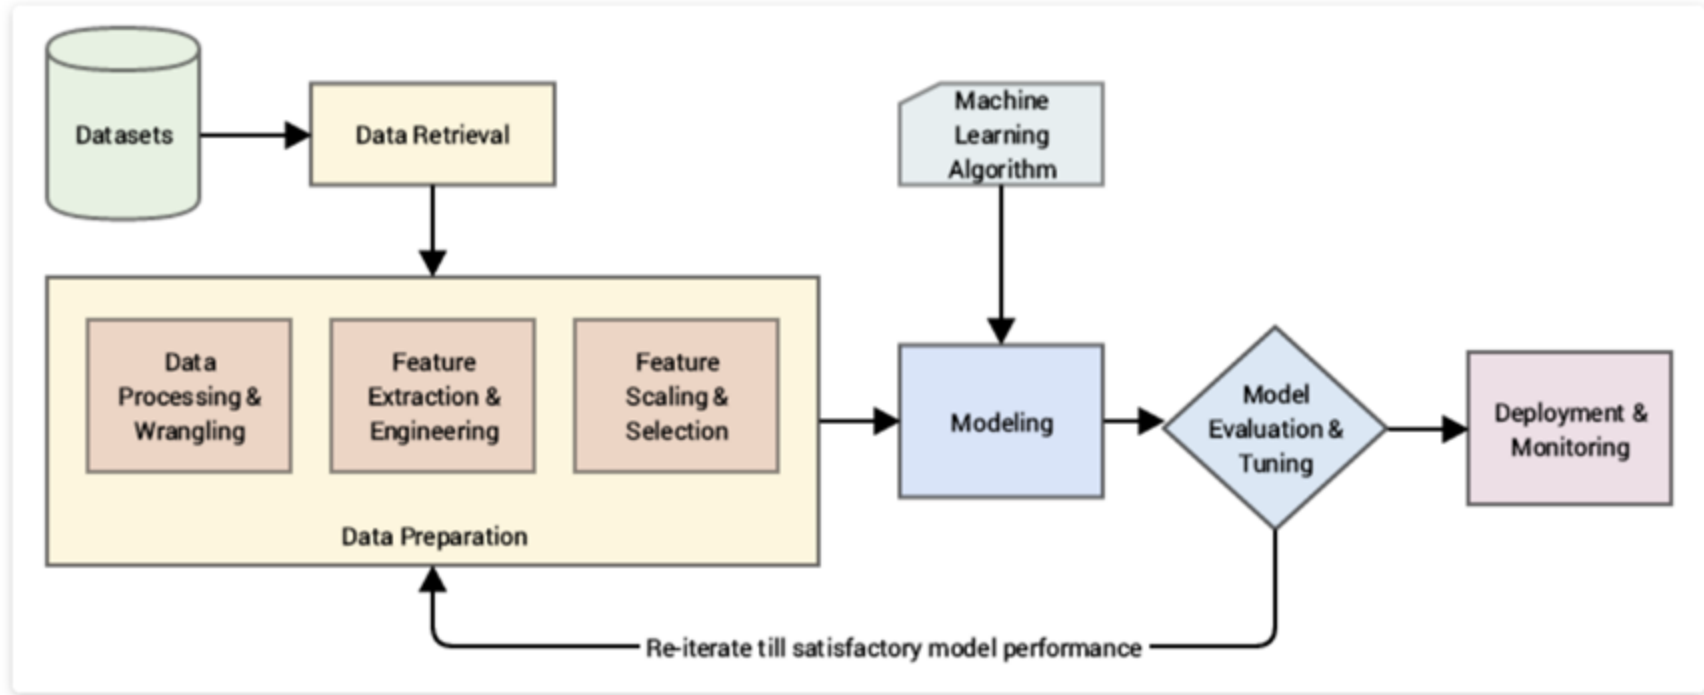 Datasets
Data Retrieval
Machine
Learning
Algorithm
Data
Processing &
Wrangling
Feature
Extraction &
Engineering
Feature
Scaling &
Selection
Data Preparation
Modeling
Model
Evaluation &
Tuning
Deployment &
Monitoring
Re-iterate till satisfactory model performance